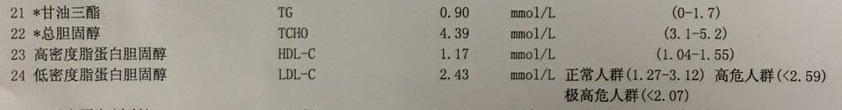 21 *甘油三酯 TG 0.90 mmol/L (0-1.7)
22 *总胆固醇 TCHO 4.39 mmol/L (3.1-5.2)
23 高密度脂蛋白胆固醇 HDL-C 1.17 mmol/L (1.04-1.55)
24 低密度脂蛋白胆固醇 LDL-C 2.43 mmol/L 正常人群(1.27-3.12) 高危人群(<2.59)
极高危人群(<2.07)